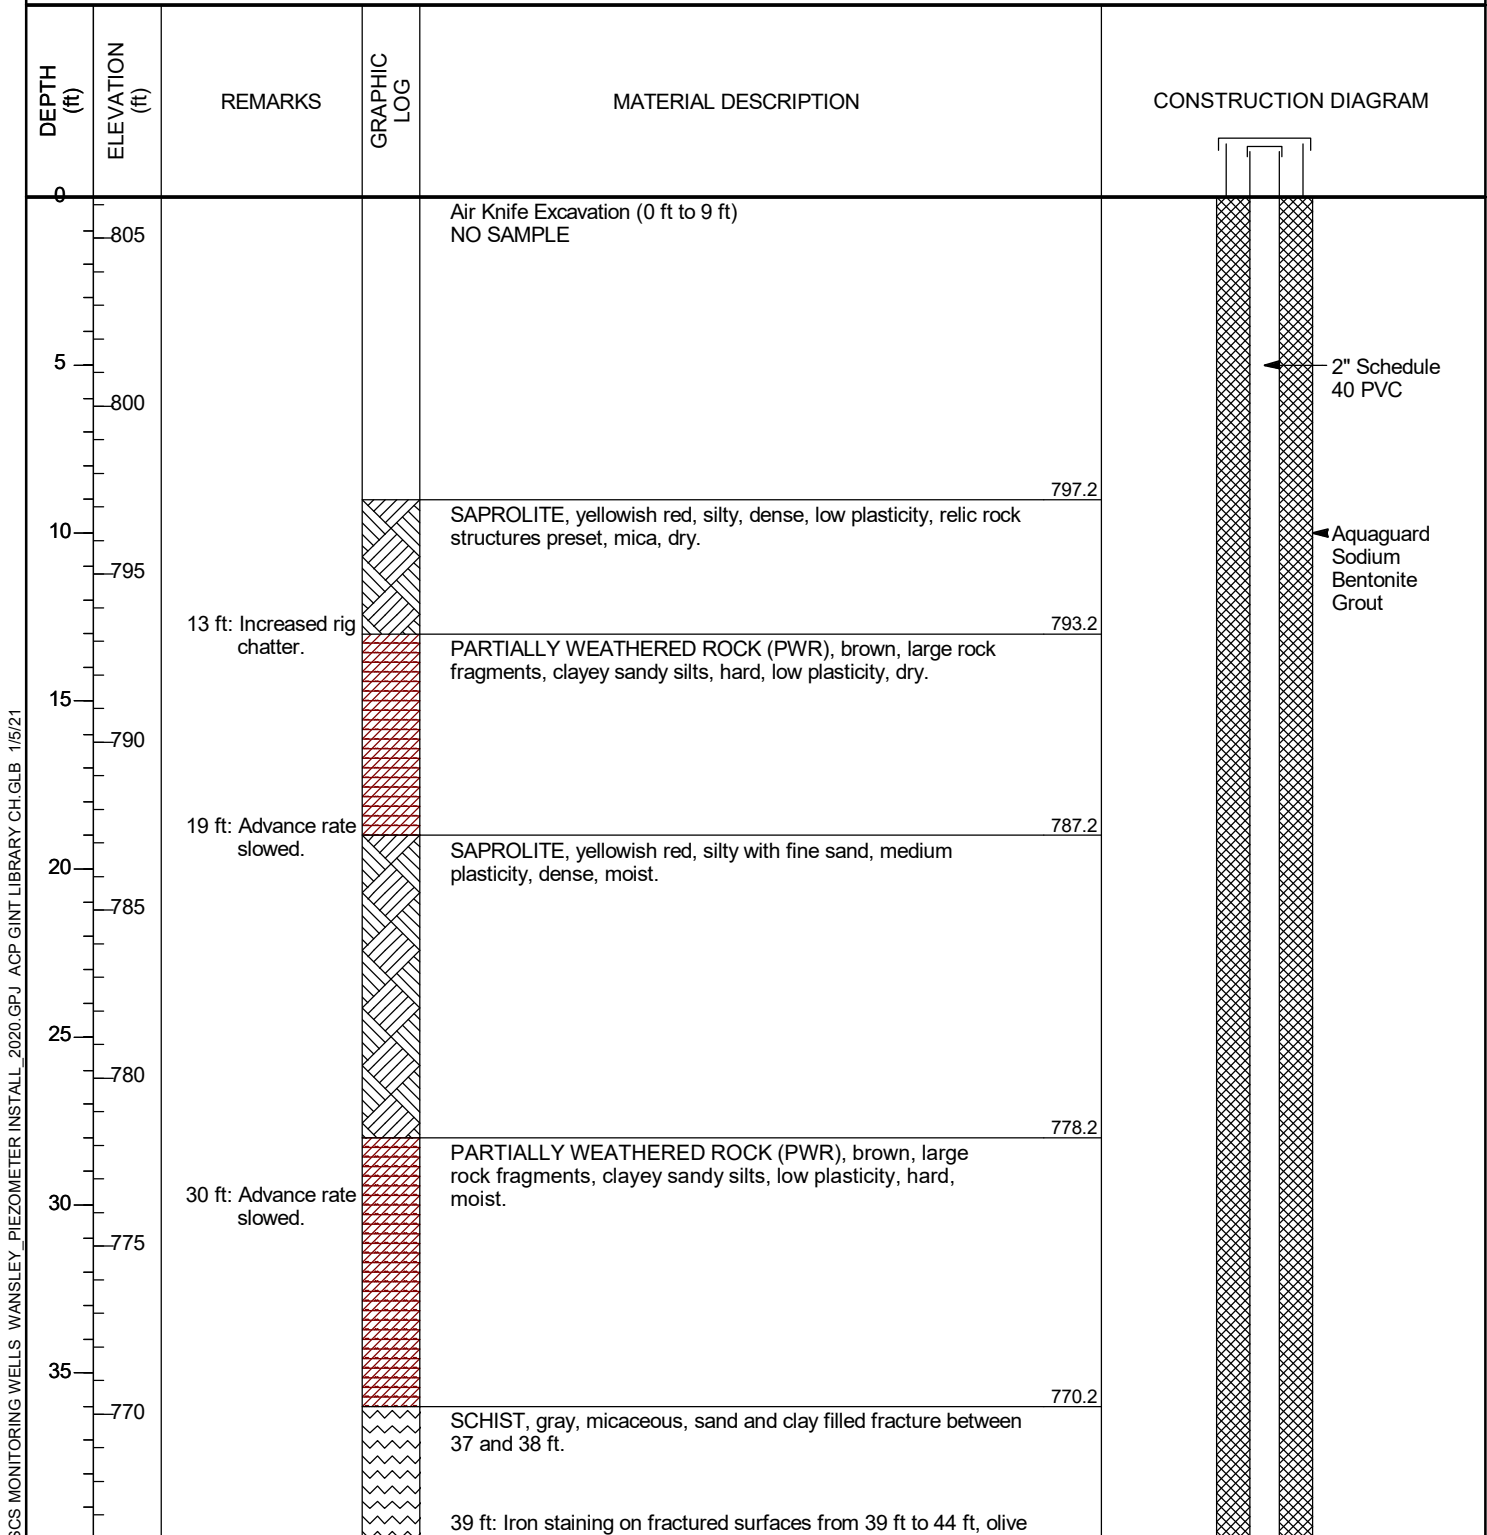 DEPTH
(ft)
ELEVATION
(ft)
REMARKS
GRAPHIC
LOG
MATERIAL DESCRIPTION
CONSTRUCTION DIAGRAM
0
Air Knife Excavation (0 ft to 9 ft)
NO SAMPLE
805
5
2" Schedule
40 PVC
800
797.2
SAPROLITE, yellowish red, silty, dense, low plasticity, relic rock
structures preset, mica, dry.
10
Aquaguard
Sodium
Bentonite
Grout
795
13 ft: Increased rig
chatter.
793.2
PARTIALLY WEATHERED ROCK (PWR), brown, large rock
fragments, clayey sandy silts, hard, low plasticity, dry.
15
790
19 ft: Advance rate
slowed.
787.2
SAPROLITE, yellowish red, silty with fine sand, medium
plasticity, dense, moist.
20
785
25
780
778.2
PARTIALLY WEATHERED ROCK (PWR), brown, large
rock fragments, clayey sandy silts, low plasticity, hard,
moist.
30
30 ft: Advance rate
slowed.
775
35
770.2
770
SCHIST, gray, micaceous, sand and clay filled fracture between
37 and 38 ft.
39 ft: Iron staining on fractured surfaces from 39 ft to 44 ft, olive
SCS MONITORING WELLS WANSLEY_PIEZOMETER INSTALL_2020.GPJ ACP GINT LIBRARY CH.GLB 1/5/21